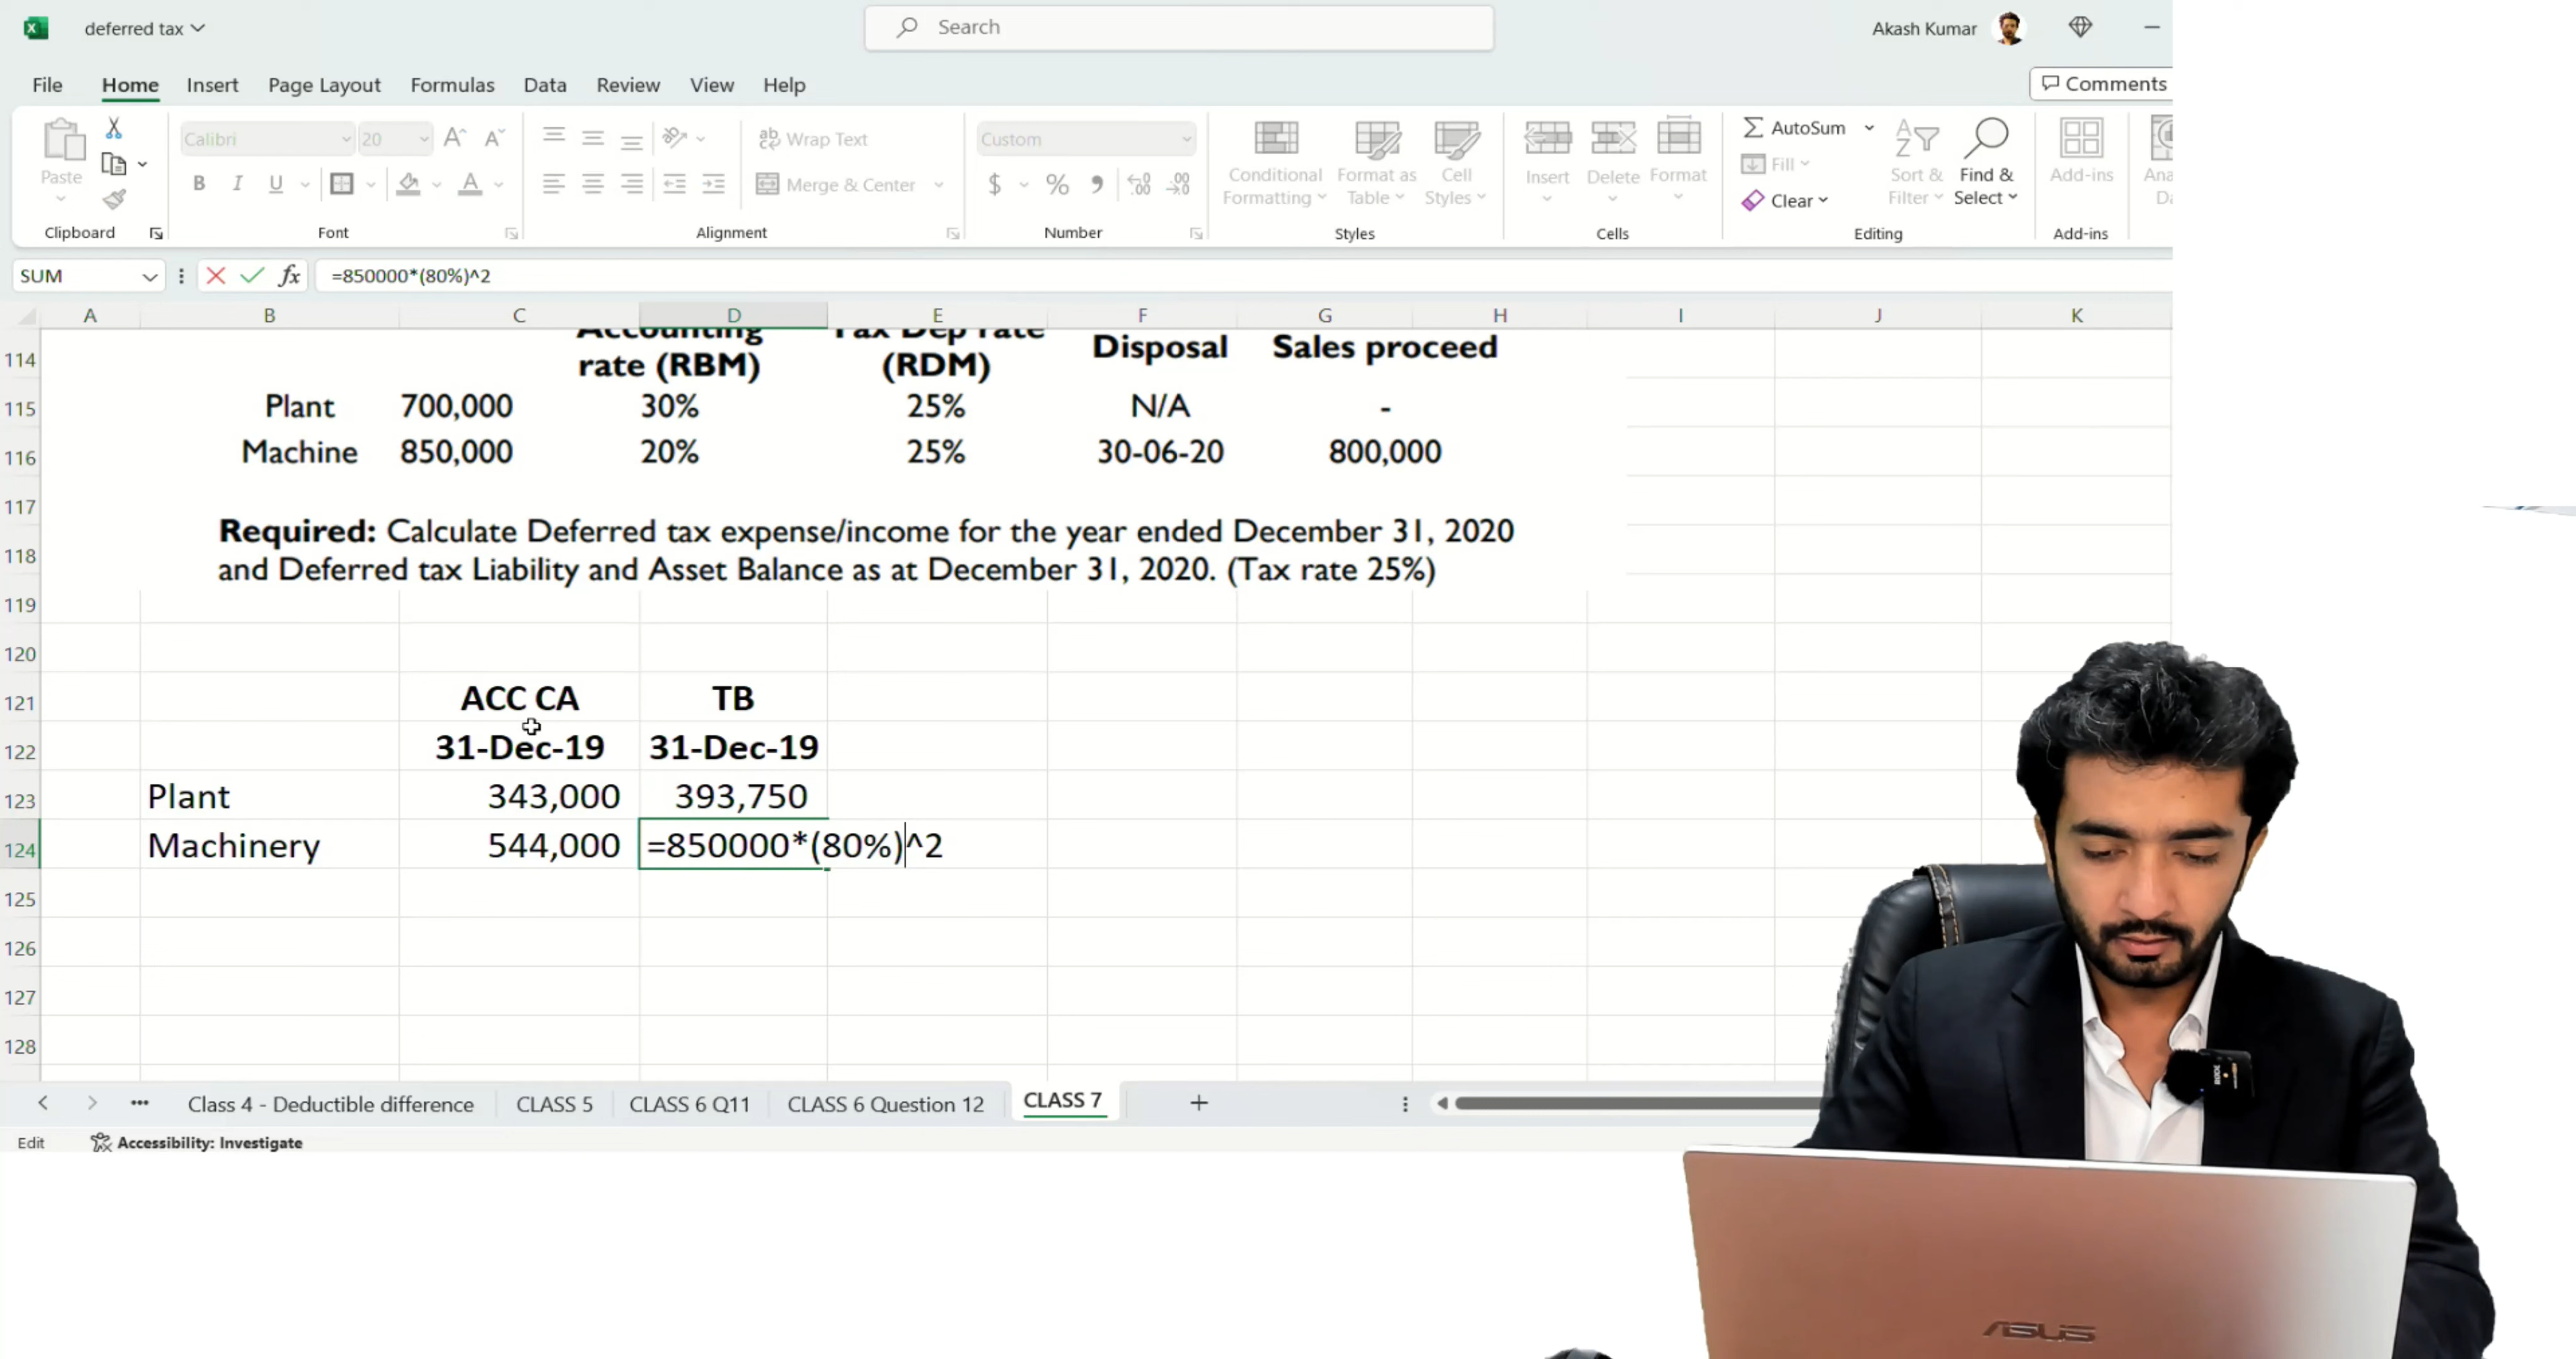 deferred tax
Search
Akash Kumar
File Home Insert Page Layout Formulas Data Review View Help
Comments
Paste
Calibri 20
Wrap Text
Custom
B I U
Merge & Center
$ % ,
Conditional Formatting
Format as Table
Cell Styles
Insert
Delete
Format
AutoSum
Fill
Clear
Sort & Filter
Find & Select
Add-ins
Clipboard Font Alignment Number Styles Cells Editing Add-ins
SUM fx =850000*(80%)^2
A B C D E F G H I J K
Accounting Tax Dep rate
114 rate (RBM) (RDM) Disposal Sales proceed
115 Plant 700,000 30% 25% N/A -
116 Machine 850,000 20% 25% 30-06-20 800,000
117
Required: Calculate Deferred tax expense/income for the year ended December 31, 2020
118 and Deferred tax Liability and Asset Balance as at December 31, 2020. (Tax rate 25%)
119
120
121 ACC CA TB
122 31-Dec-19 31-Dec-19
123 Plant 343,000 393,750
124 Machinery 544,000 =850000*(80%)^2
125
126
127
128
... Class 4 - Deductible difference CLASS 5 CLASS 6 Q11 CLASS 6 Question 12 CLASS 7 +
Edit Accessibility: Investigate
RØDE
ASUS